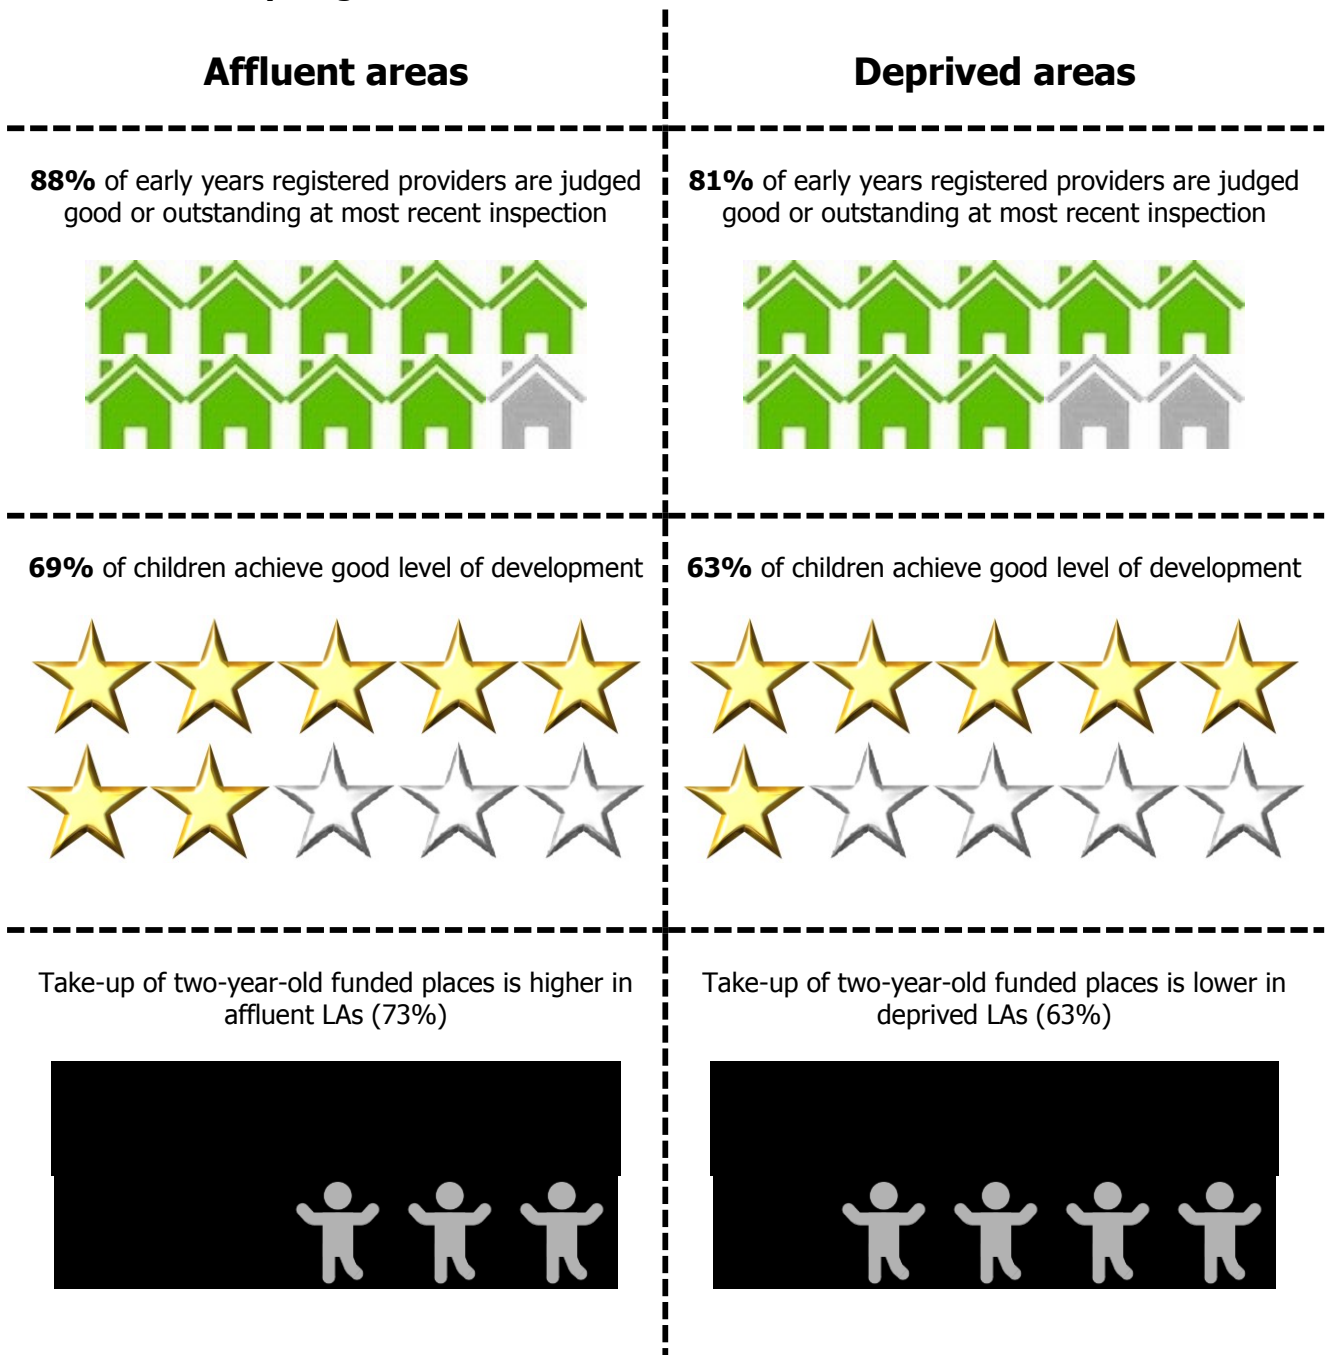 Affluent areas
Deprived areas
88% of early years registered providers are judged
good or outstanding at most recent inspection
81% of early years registered providers are judged
good or outstanding at most recent inspection
69% of children achieve good level of development
63% of children achieve good level of development
Take-up of two-year-old funded places is higher in
affluent LAs (73%)
Take-up of two-year-old funded places is lower in
deprived LAs (63%)